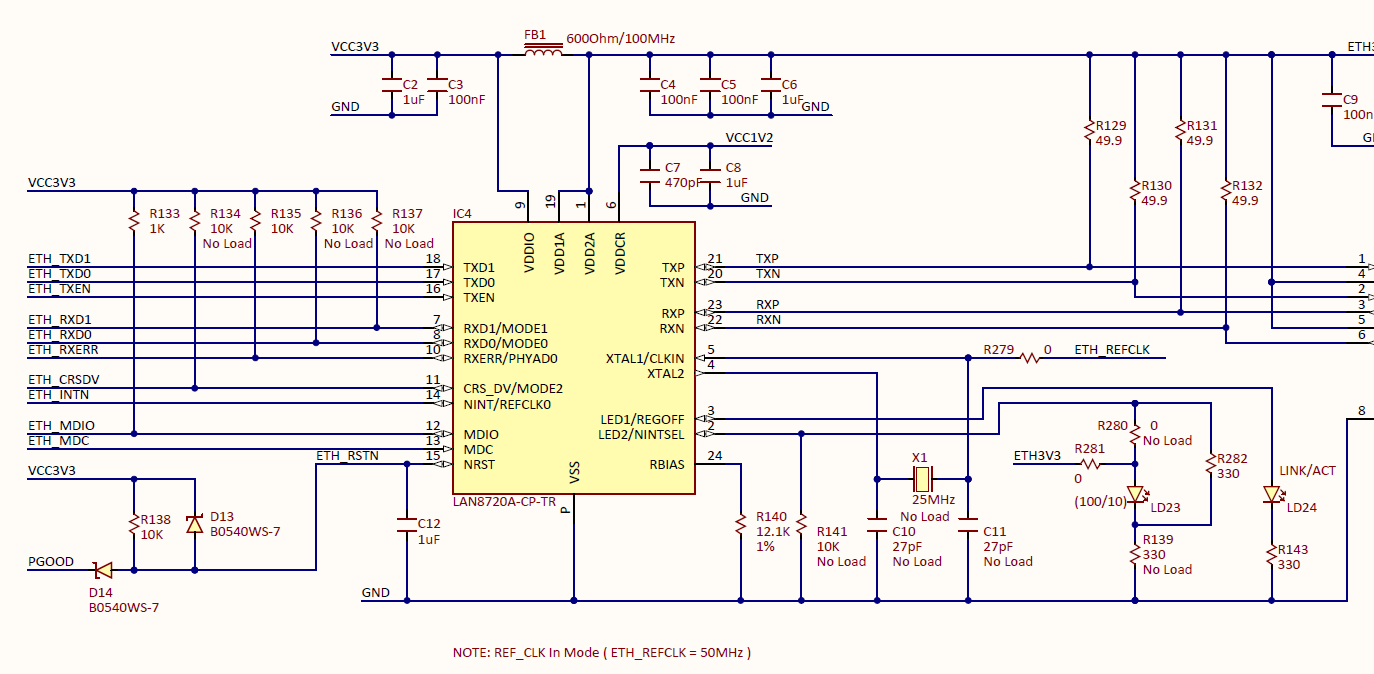 FB1
600Ohm/100MHz
VCC3V3
ETH3
C2
1uF
C3
100nF
C4
100nF
C5
100nF
C6
1uF
C9
100n
GND
GND
R129
49.9
R131
49.9
VCC1V2
C7
470pF
C8
1uF
GND
R130
49.9
R132
49.9
VCC3V3
R133
1K
R134
10K
No Load
R135
10K
R136
10K
No Load
R137
10K
No Load
IC4
9
19
1
6
VDDIO
VDD1A
VDD2A
VDDCR
ETH_TXD1
18
TXD1
ETH_TXD0
17
TXD0
ETH_TXEN
16
TXEN
ETH_RXD1
7
RXD1/MODE1
ETH_RXD0
8
RXD0/MODE0
ETH_RXERR
10
RXERR/PHYAD0
ETH_CRSDV
11
CRS_DV/MODE2
ETH_INTN
14
NINT/REFCLK0
ETH_MDIO
12
MDIO
ETH_MDC
13
MDC
ETH_RSTN
15
NRST
TXP
21
TXP
TXN
20
TXN
RXP
23
RXP
RXN
22
RXN
XTAL1/CLKIN
5
XTAL2
4
LED1/REGOFF
3
LED2/NINTSEL
2
RBIAS
24
VSS
P
LAN8720A-CP-TR
1
4
2
3
5
6
8
R279
0
ETH_REFCLK
R280
0
No Load
R281
0
ETH3V3
R282
330
(100/10)
LD23
LINK/ACT
LD24
X1
25MHz
No Load
VCC3V3
R138
10K
D13
B0540WS-7
PGOOD
D14
B0540WS-7
C12
1uF
GND
R140
12.1K
1%
R141
10K
No Load
C10
27pF
No Load
C11
27pF
No Load
R139
330
No Load
R143
330
NOTE: REF_CLK In Mode ( ETH_REFCLK = 50MHz )